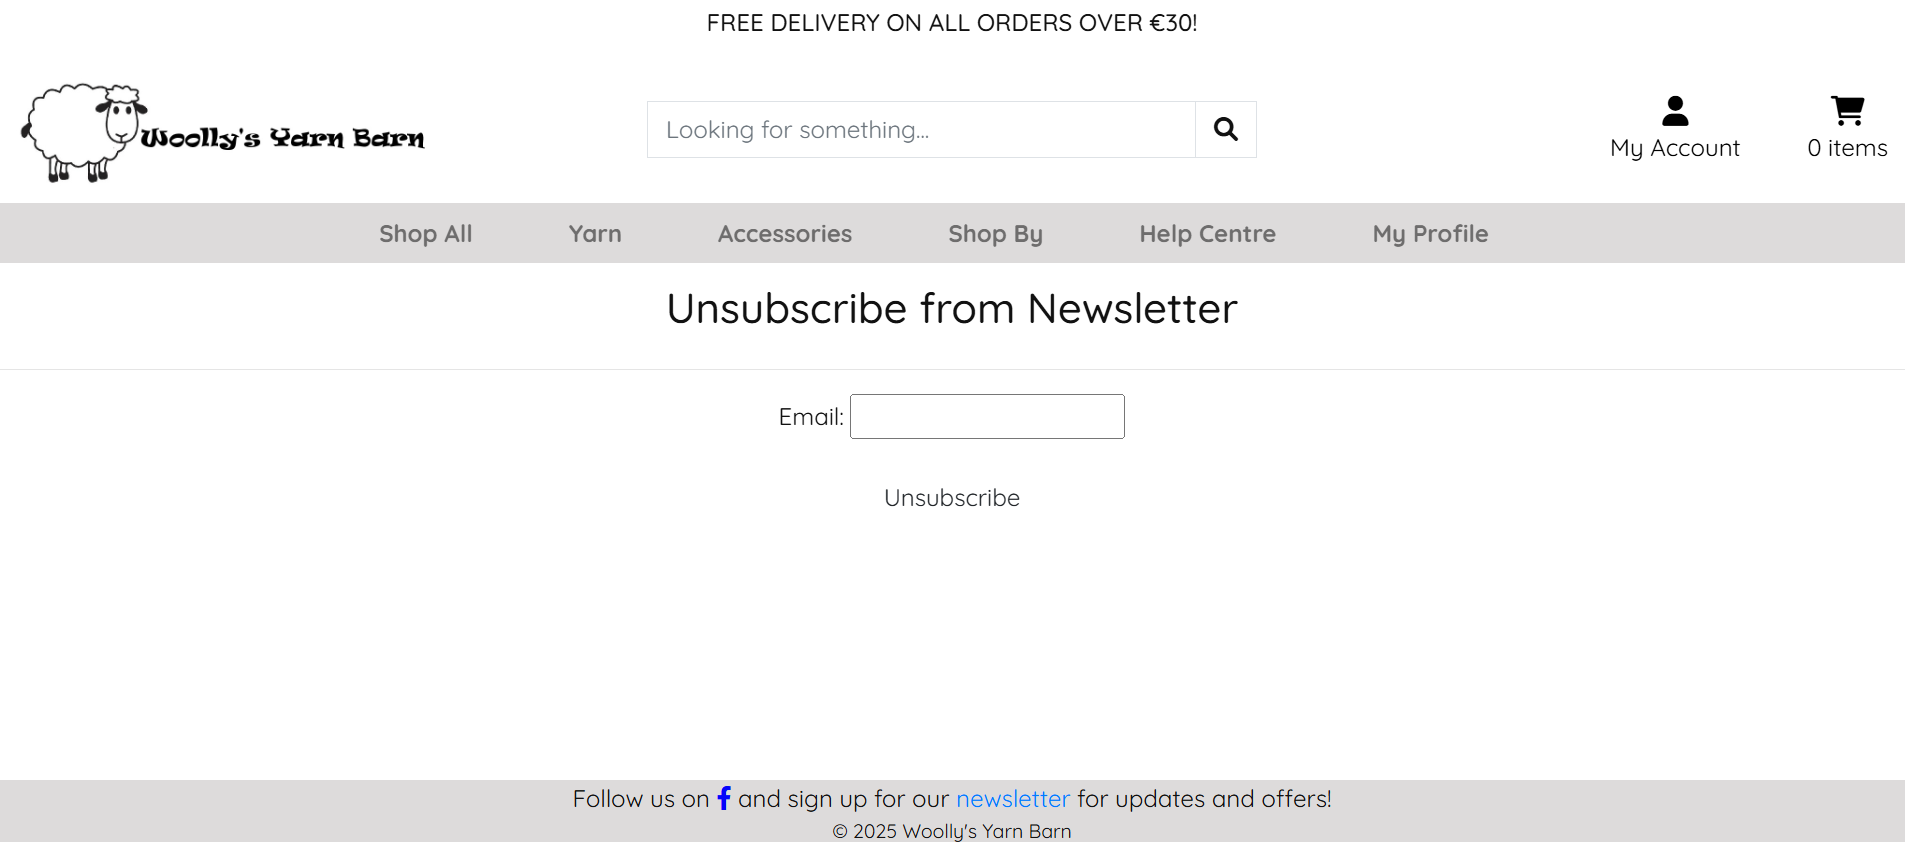 FREE DELIVERY ON ALL ORDERS OVER €30!
Woolly's Yarn Barn
Looking for something...
My Account
0 items
Shop All
Yarn
Accessories
Shop By
Help Centre
My Profile
Unsubscribe from Newsletter
Email:
Unsubscribe
Follow us on f and sign up for our newsletter for updates and offers!
© 2025 Woolly's Yarn Barn